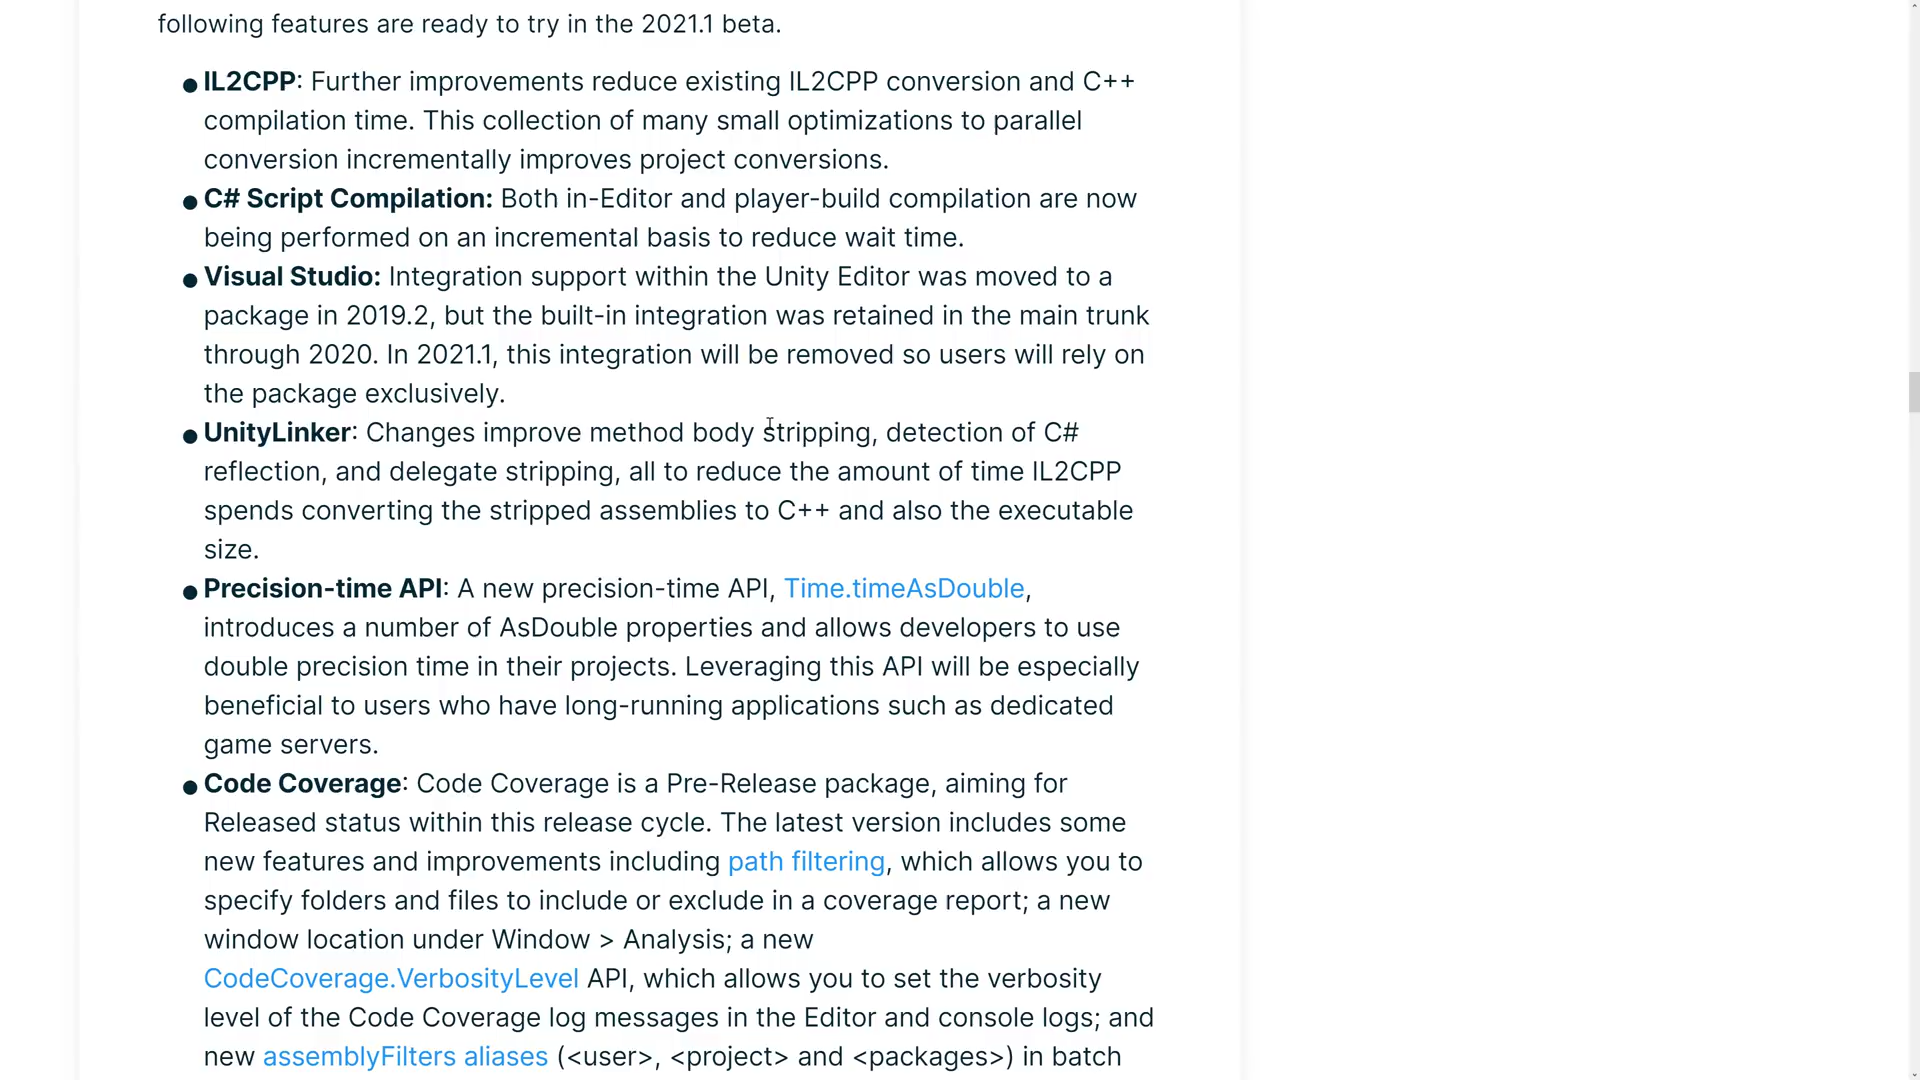 following features are ready to try in the 2021.1 beta.
● IL2CPP: Further improvements reduce existing IL2CPP conversion and C++
compilation time. This collection of many small optimizations to parallel
conversion incrementally improves project conversions.
● C# Script Compilation: Both in-Editor and player-build compilation are now
being performed on an incremental basis to reduce wait time.
● Visual Studio: Integration support within the Unity Editor was moved to a
package in 2019.2, but the built-in integration was retained in the main trunk
through 2020. In 2021.1, this integration will be removed so users will rely on
the package exclusively.
● UnityLinker: Changes improve method body stripping, detection of C#
reflection, and delegate stripping, all to reduce the amount of time IL2CPP
spends converting the stripped assemblies to C++ and also the executable
size.
● Precision-time API: A new precision-time API, Time.timeAsDouble,
introduces a number of AsDouble properties and allows developers to use
double precision time in their projects. Leveraging this API will be especially
beneficial to users who have long-running applications such as dedicated
game servers.
● Code Coverage: Code Coverage is a Pre-Release package, aiming for
Released status within this release cycle. The latest version includes some
new features and improvements including path filtering, which allows you to
specify folders and files to include or exclude in a coverage report; a new
window location under Window > Analysis; a new
CodeCoverage.VerbosityLevel API, which allows you to set the verbosity
level of the Code Coverage log messages in the Editor and console logs; and
new assemblyFilters aliases (<user>, <project> and <packages>) in batch